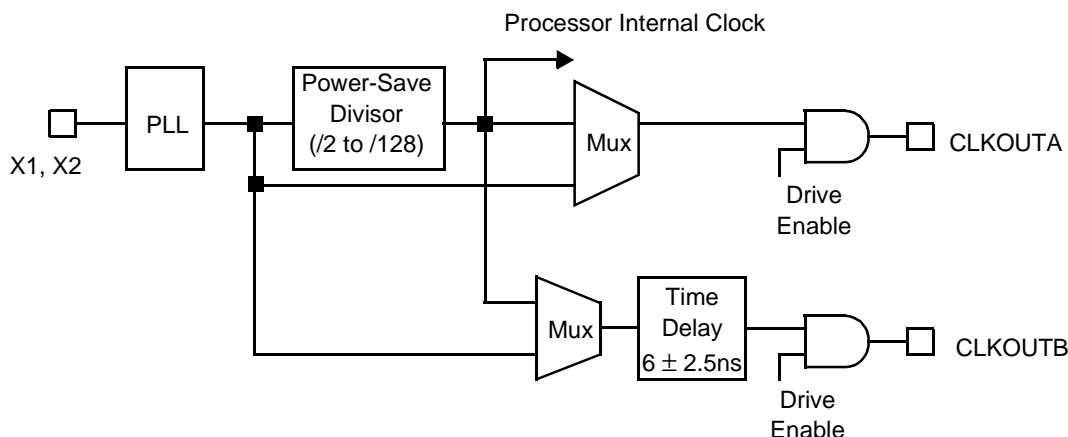 Processor Internal Clock
X1, X2
PLL
Power-Save
Divisor
(/2 to /128)
Mux
Drive
Enable
CLKOUTA
Mux
Time
Delay
6 ± 2.5ns
Drive
Enable
CLKOUTB